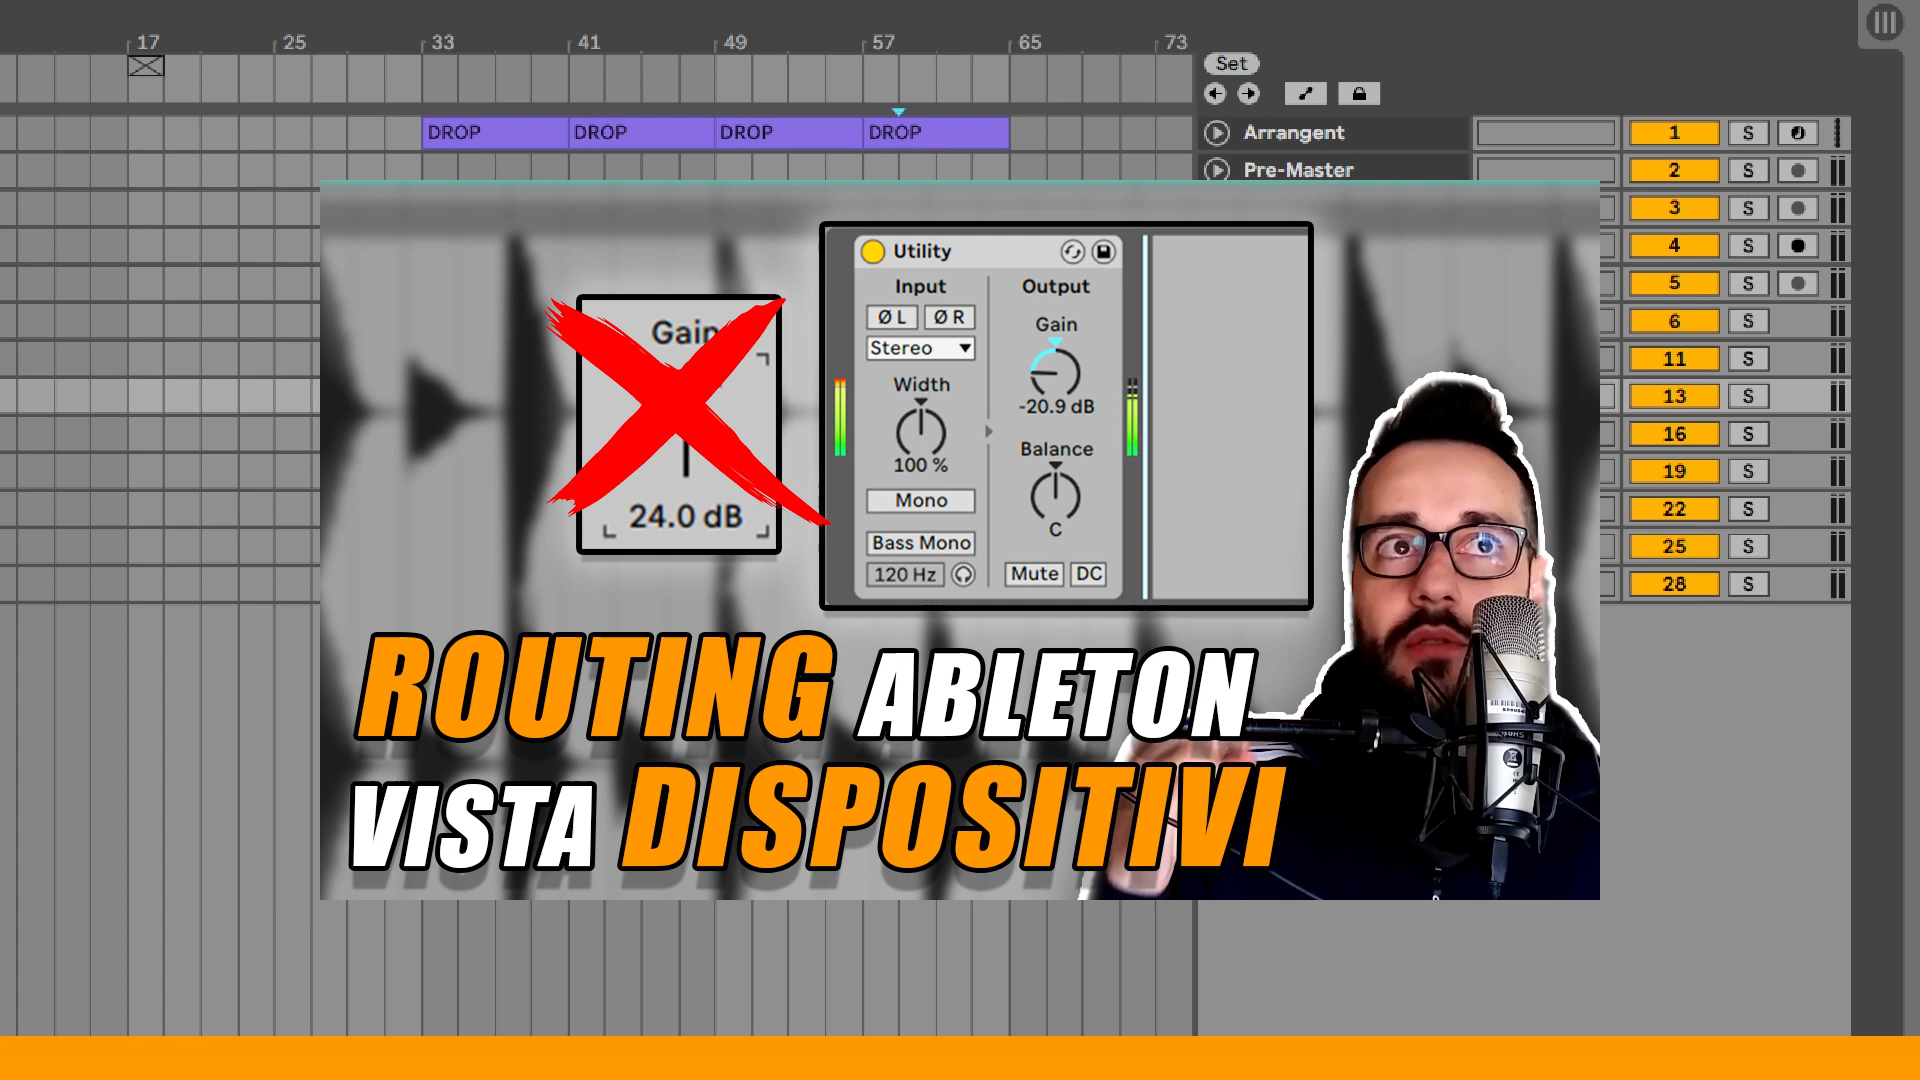 17 25 33 41 49 57 65 73
Set
DROP DROP DROP DROP
Arrangent 1 S
Pre-Master 2 S
3 S
4 S
5 S
6 S
11 S
13 S
16 S
19 S
22 S
25 S
28 S
Gain
24.0 dB
Utility
Input Output
Ø L Ø R
Gain
Stereo
-20.9 dB
Width
100 %
Balance
C
Mono
Bass Mono
120 Hz
Mute DC
ROUTING ABLETON
VISTA DISPOSITIVI